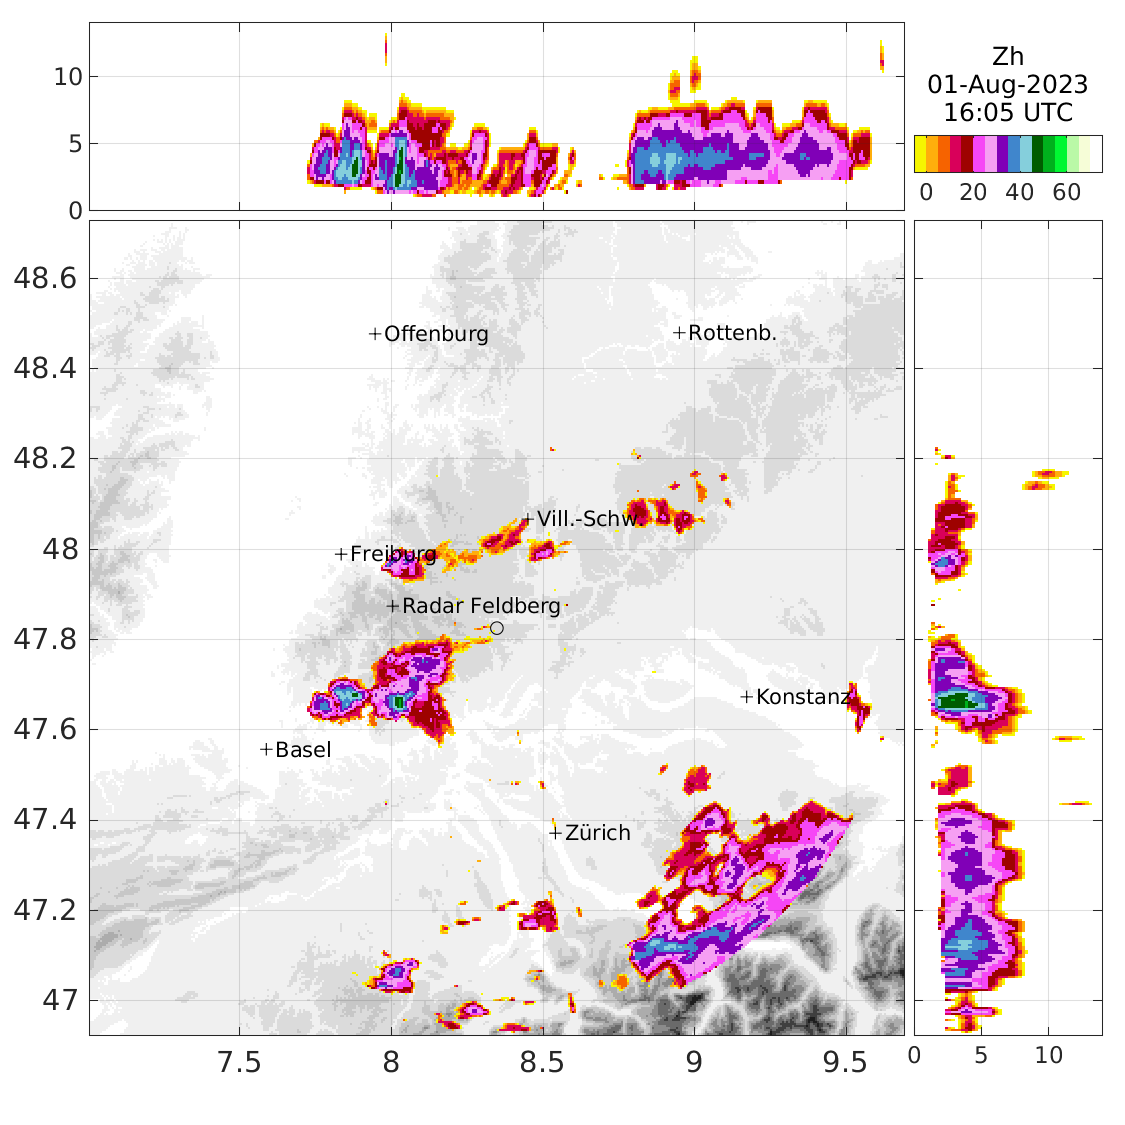 Zh
01-Aug-2023
16:05 UTC
0 20 40 60
10
5
0
48.6
48.4
48.2
48
47.8
47.6
47.4
47.2
47
+Offenburg
+Rottenb.
+Vill.-Schw.
+Freiburg
+Radar Feldberg
+Konstanz
+Basel
+Zürich
7.5 8 8.5 9 9.5
0 5 10